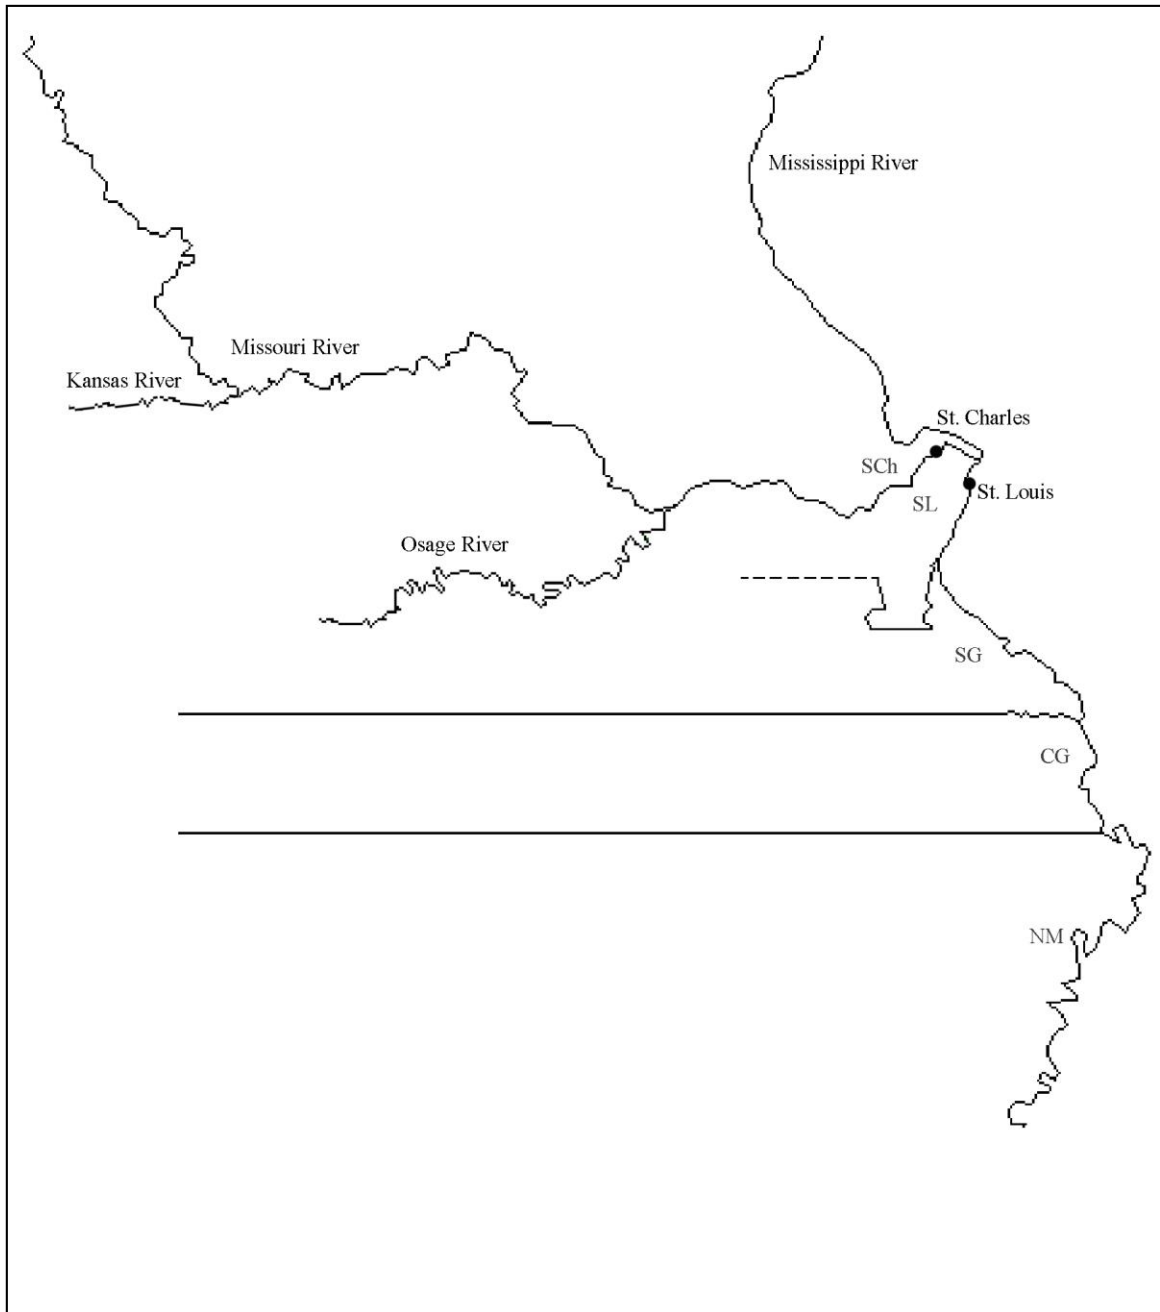 Mississippi River
Missouri River
Kansas River
St. Charles
SCh
St. Louis
SL
Osage River
SG
CG
NM